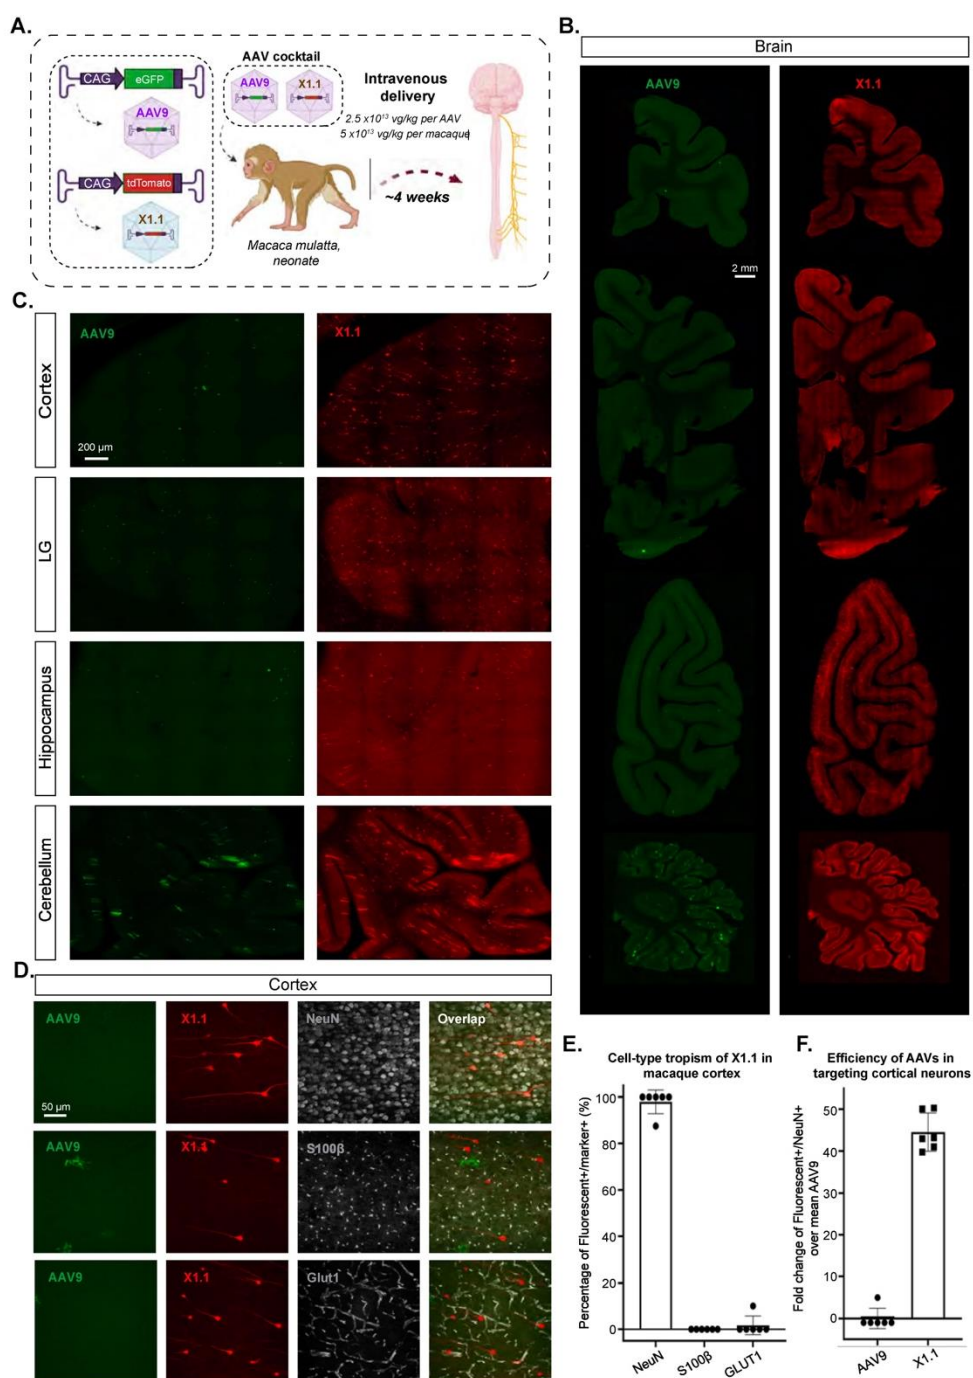 A.
CAG
eGFP
AAV9
CAG
tdTomato
X1.1
AAV cocktail
AAV9
X1.1
Macaca mulatta,
neonate
Intravenous
delivery
2.5 x10¹³ vg/kg per AAV
5 x10¹³ vg/kg per macaque
~4 weeks
B.
Brain
AAV9
X1.1
2 mm
C.
AAV9
X1.1
Cortex
200 µm
LG
Hippocampus
Cerebellum
D.
Cortex
AAV9
X1.1
NeuN
Overlap
50 µm
AAV9
X1.1
S100β
AAV9
X1.1
Glut1
E.
Cell-type tropism of X1.1 in
macaque cortex
Percentage of Fluorescent+/marker+ (%)
100
80
60
40
20
0
NeuN
S100β
GLUT1
F.
Efficiency of AAVs in
targeting cortical neurons
Fold change of Fluorescent+/NeuN+
over mean AAV9
50
40
30
20
10
0
AAV9
X1.1